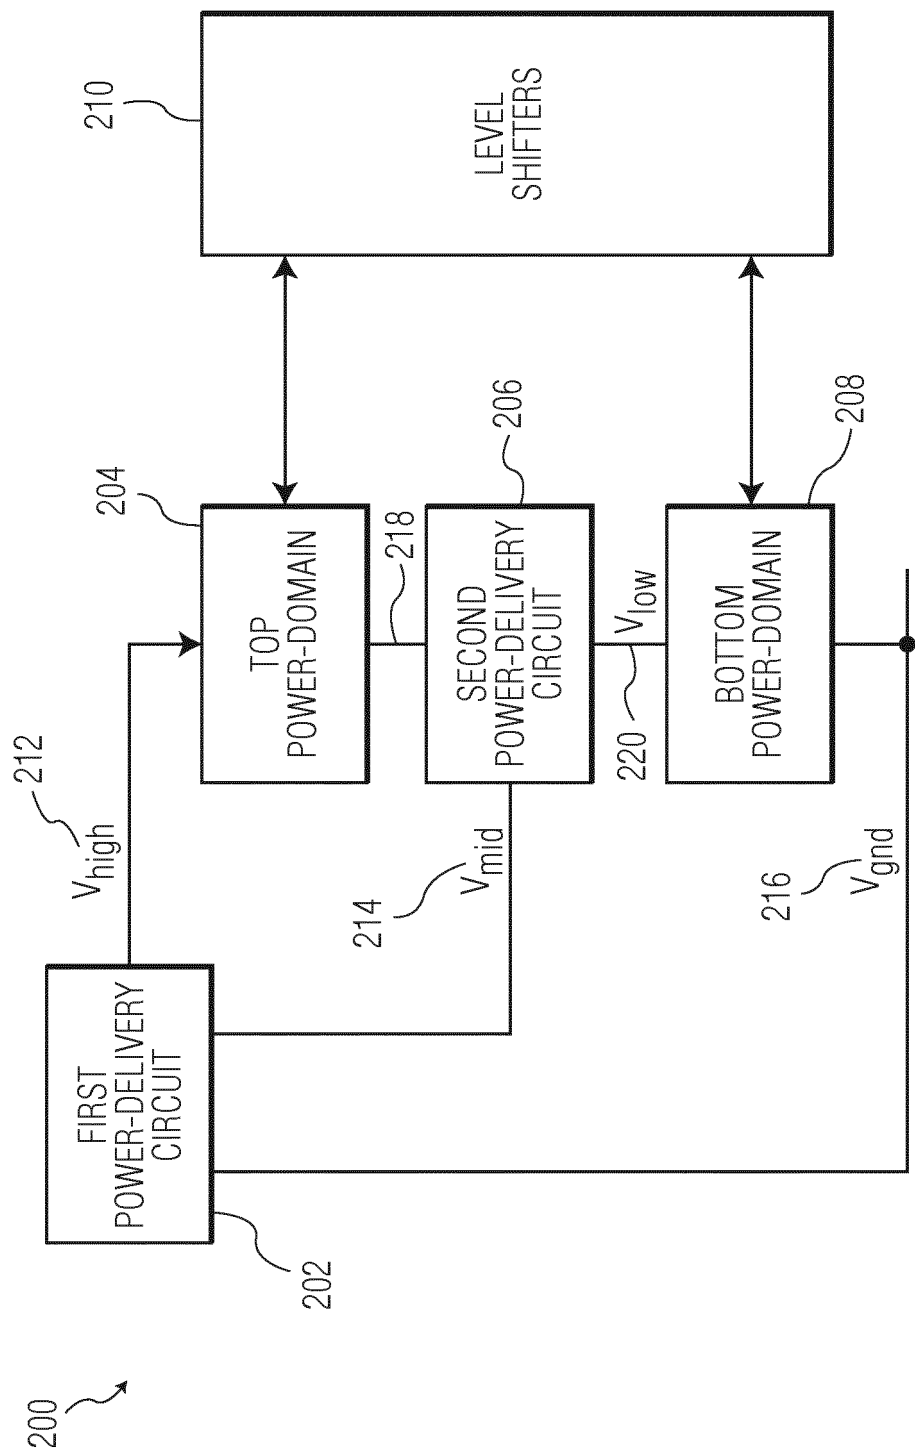 200
FIRST
POWER-DELIVERY
CIRCUIT
202
Vhigh
212
TOP
POWER-DOMAIN
204
218
Vmid
214
SECOND
POWER-DELIVERY
CIRCUIT
206
Vlow
220
BOTTOM
POWER-DOMAIN
208
Vgnd
216
LEVEL
SHIFTERS
210